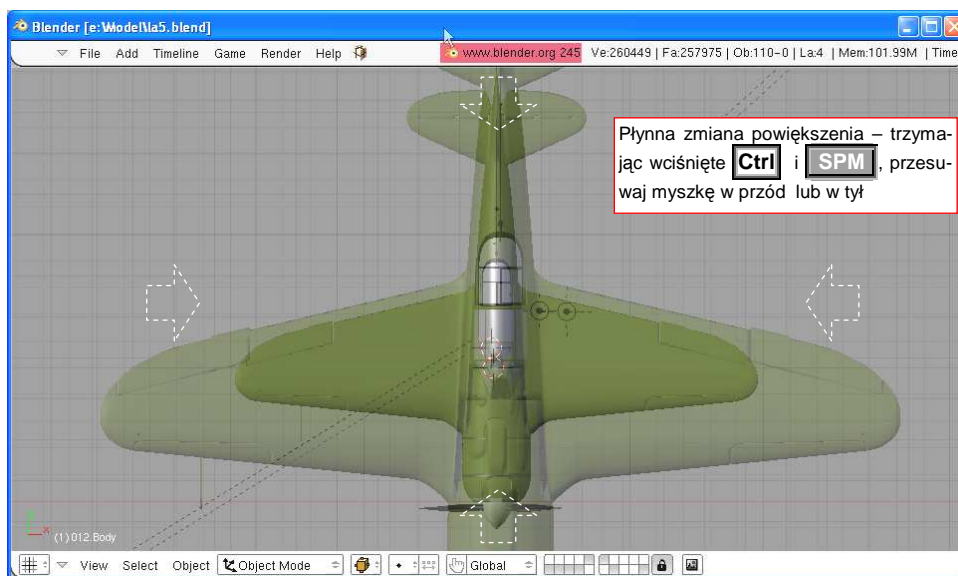 Blender [e:\Model\la5.blend]
File Add Timeline Game Render Help www.blender.org 245 Ve:260449 | Fa:257975 | Ob:110-0 | La:4 | Mem:101.99M | Time
Płynna zmiana powiększenia – trzyma-
jąc wciśnięte Ctrl i SPM, przesu-
waj myszkę w przód lub w tył
x
(1) 012.Body
View Select Object Object Mode Global